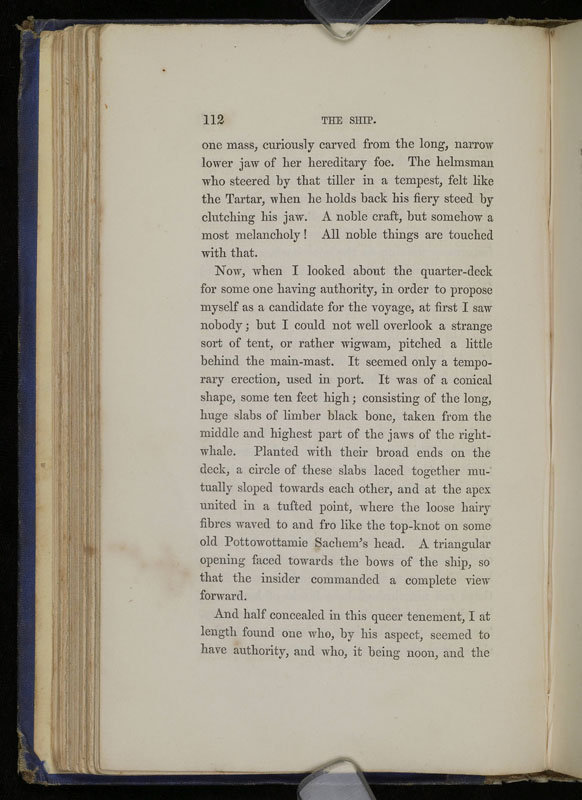 112 THE SHIP.
one mass, curiously carved from the long, narrow
lower jaw of her hereditary foe. The helmsman
who steered by that tiller in a tempest, felt like
the Tartar, when he holds back his fiery steed by
clutching his jaw. A noble craft, but somehow a
most melancholy! All noble things are touched
with that.
Now, when I looked about the quarter-deck
for some one having authority, in order to propose
myself as a candidate for the voyage, at first I saw
nobody; but I could not well overlook a strange
sort of tent, or rather wigwam, pitched a little
behind the main-mast. It seemed only a tempo-
rary erection, used in port. It was of a conical
shape, some ten feet high; consisting of the long,
huge slabs of limber black bone, taken from the
middle and highest part of the jaws of the right-
whale. Planted with their broad ends on the
deck, a circle of these slabs laced together mu-
tually sloped towards each other, and at the apex
united in a tufted point, where the loose hairy
fibres waved to and fro like the top-knot on some
old Pottowottamie Sachem's head. A triangular
opening faced towards the bows of the ship, so
that the insider commanded a complete view
forward.
And half concealed in this queer tenement, I at
length found one who, by his aspect, seemed to
have authority, and who, it being noon, and the